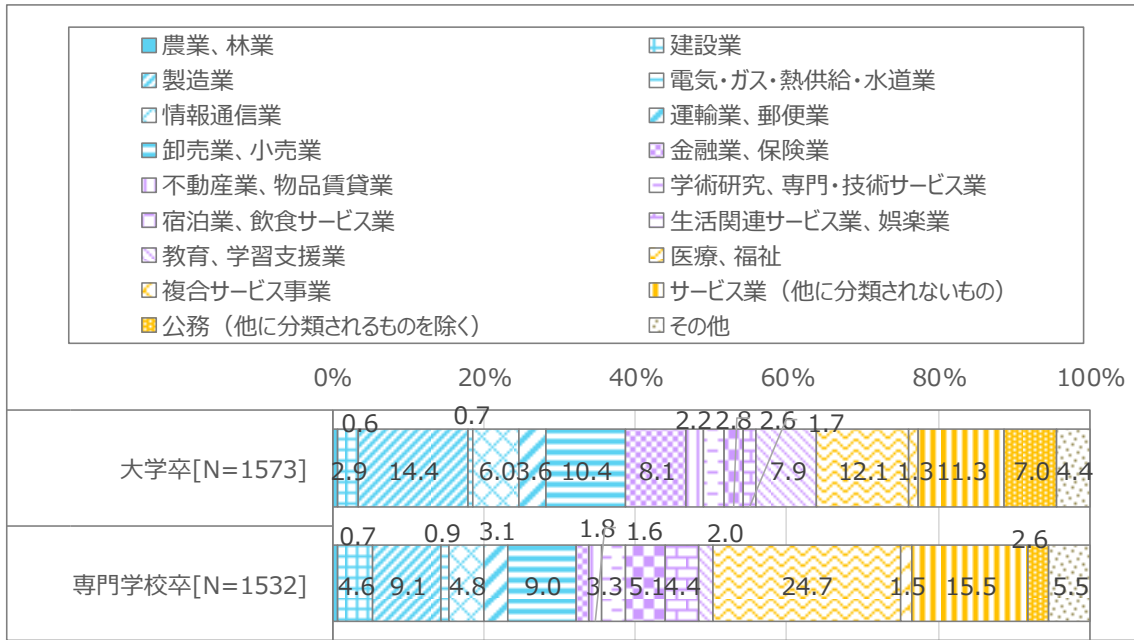 農業、林業 建設業
製造業 電気・ガス・熱供給・水道業
情報通信業 運輸業、郵便業
卸売業、小売業 金融業、保険業
不動産業、物品賃貸業 学術研究、専門・技術サービス業
宿泊業、飲食サービス業 生活関連サービス業、娯楽業
教育、学習支援業 医療、福祉
複合サービス事業 サービス業（他に分類されないもの）
公務（他に分類されるものを除く） その他
0% 20% 40% 60% 80% 100%
0.6 0.7 2.2 2.8 2.6 1.7
大学卒[N=1573] 2.9 14.4 6.0 3.6 10.4 8.1 7.9 12.1 1.3 11.3 7.0 4.4
0.7 0.9 3.1 1.8 1.6 2.0 2.6
専門学校卒[N=1532] 4.6 9.1 4.8 9.0 3.3 3.3 5.1 4.4 24.7 1.5 15.5 5.5